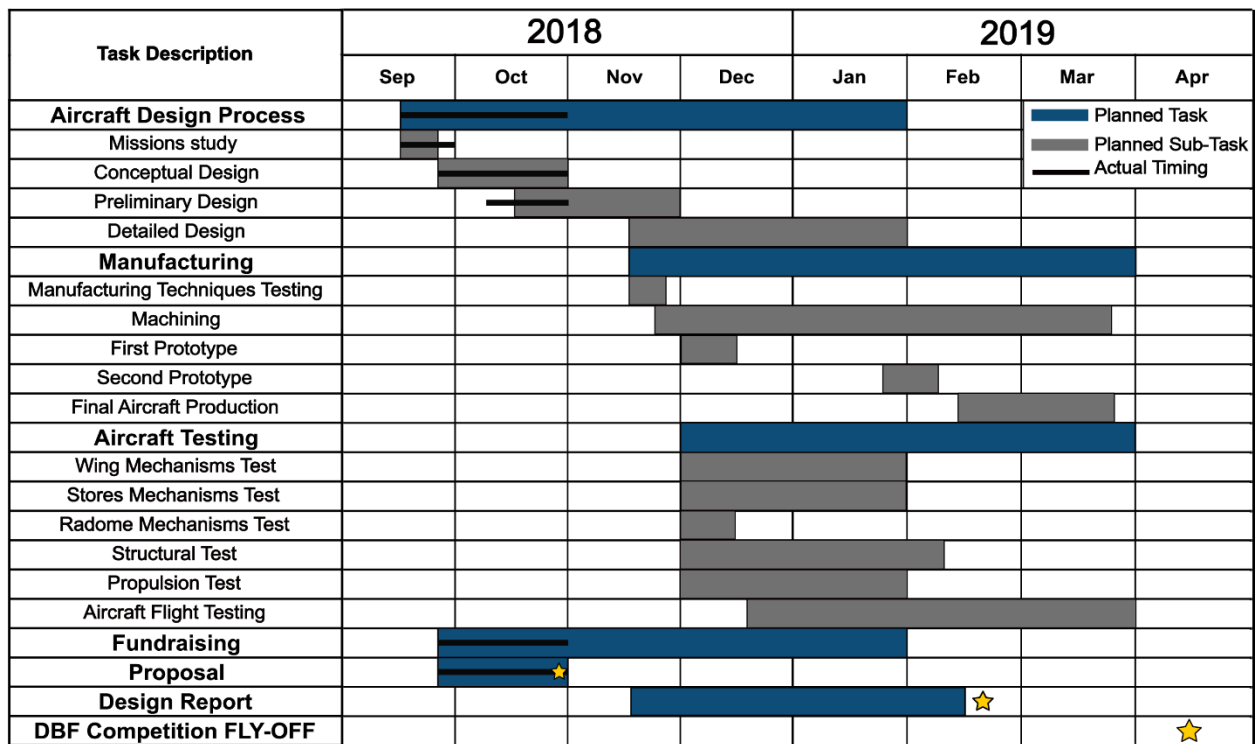 Task Description
2018
2019
Sep
Oct
Nov
Dec
Jan
Feb
Mar
Apr
Aircraft Design Process
Planned Task
Missions study
Planned Sub-Task
Conceptual Design
Actual Timing
Preliminary Design
Detailed Design
Manufacturing
Manufacturing Techniques Testing
Machining
First Prototype
Second Prototype
Final Aircraft Production
Aircraft Testing
Wing Mechanisms Test
Stores Mechanisms Test
Radome Mechanisms Test
Structural Test
Propulsion Test
Aircraft Flight Testing
Fundraising
Proposal
Design Report
DBF Competition FLY-OFF